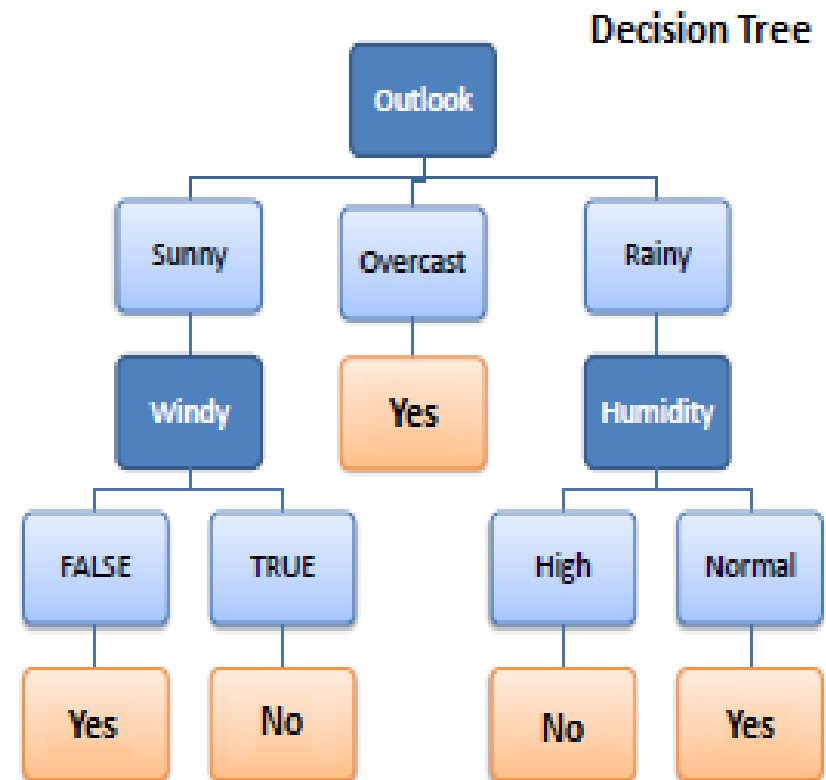 Decision Tree
Outlook
Sunny
Overcast
Rainy
Windy
Yes
Humidity
FALSE
TRUE
High
Normal
Yes
No
No
Yes